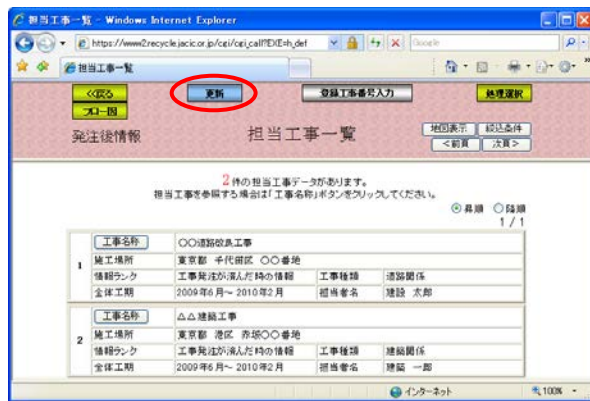 担当工事一覧 - Windows Internet Explorer
https://www2.recycle.jacic.or.jp/cgi/cgi_call?EXE=h_def
Google
担当工事一覧
<<戻る
更新
登録工事番号入力
処理選択
フロー図
発注後情報
担当工事一覧
地図表示
絞込条件
<前頁
次頁>
2件の担当工事データがあります。
担当工事を参照する場合は「工事名称」ボタンをクリックしてください。
昇順
降順
1 / 1
1
工事名称 〇〇道路改良工事
施工場所 東京都 千代田区 〇〇番地
情報ランク 工事発注が済んだ時の情報 工事種類 道路関係
全体工期 2009年6月～2010年2月 担当者名 建設 太郎
2
工事名称 △△建築工事
施工場所 東京都 港区 赤坂〇〇番地
情報ランク 工事発注が済んだ時の情報 工事種類 建築関係
全体工期 2009年6月～2010年2月 担当者名 建築 一郎
インターネット
100%